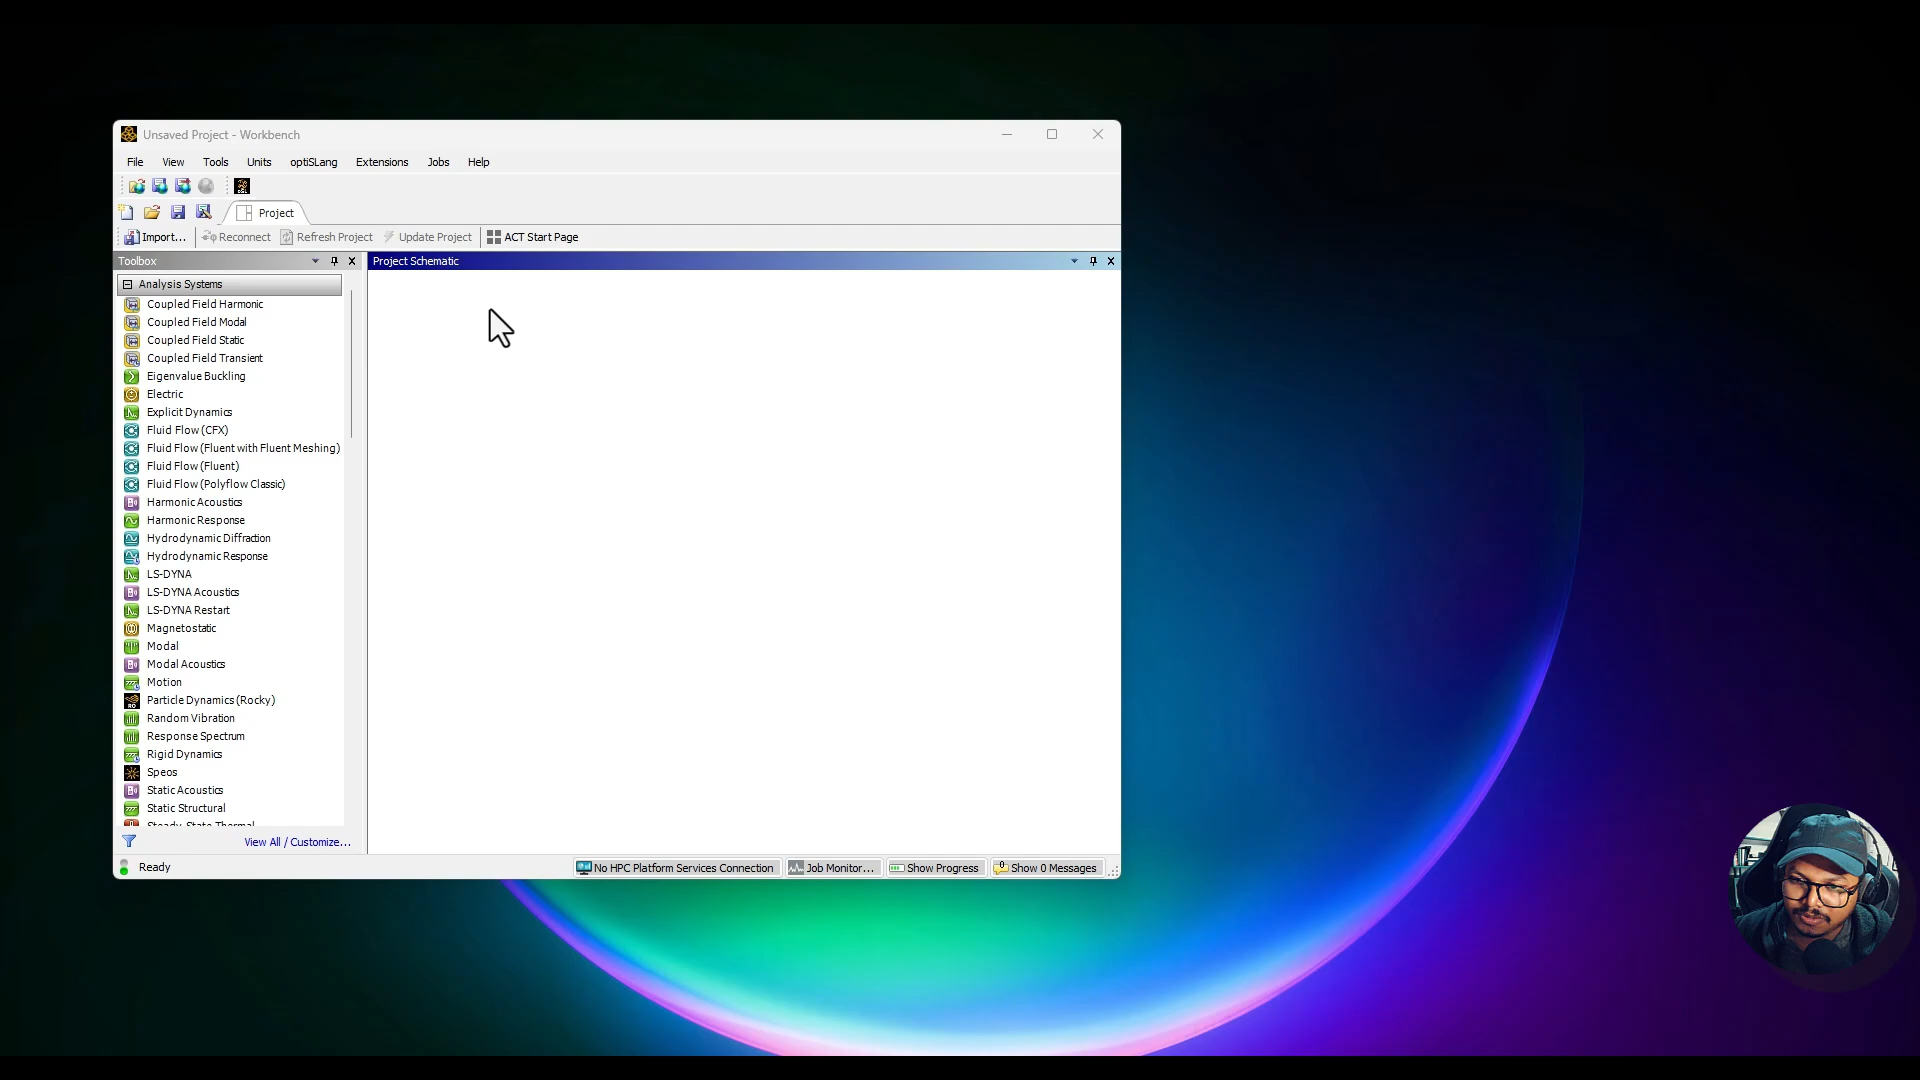 Unsaved Project - Workbench
File View Tools Units optiSLang Extensions Jobs Help
Project
Import... Reconnect Refresh Project Update Project ACT Start Page
Toolbox
Project Schematic
Analysis Systems
Coupled Field Harmonic
Coupled Field Modal
Coupled Field Static
Coupled Field Transient
Eigenvalue Buckling
Electric
Explicit Dynamics
Fluid Flow (CFX)
Fluid Flow (Fluent with Fluent Meshing)
Fluid Flow (Fluent)
Fluid Flow (Polyflow Classic)
Harmonic Acoustics
Harmonic Response
Hydrodynamic Diffraction
Hydrodynamic Response
LS-DYNA
LS-DYNA Acoustics
LS-DYNA Restart
Magnetostatic
Modal
Modal Acoustics
Motion
Particle Dynamics (Rocky)
Random Vibration
Response Spectrum
Rigid Dynamics
Speos
Static Acoustics
Static Structural
Steady-State Thermal
View All / Customize...
Ready
No HPC Platform Services Connection Job Monitor... Show Progress Show 0 Messages